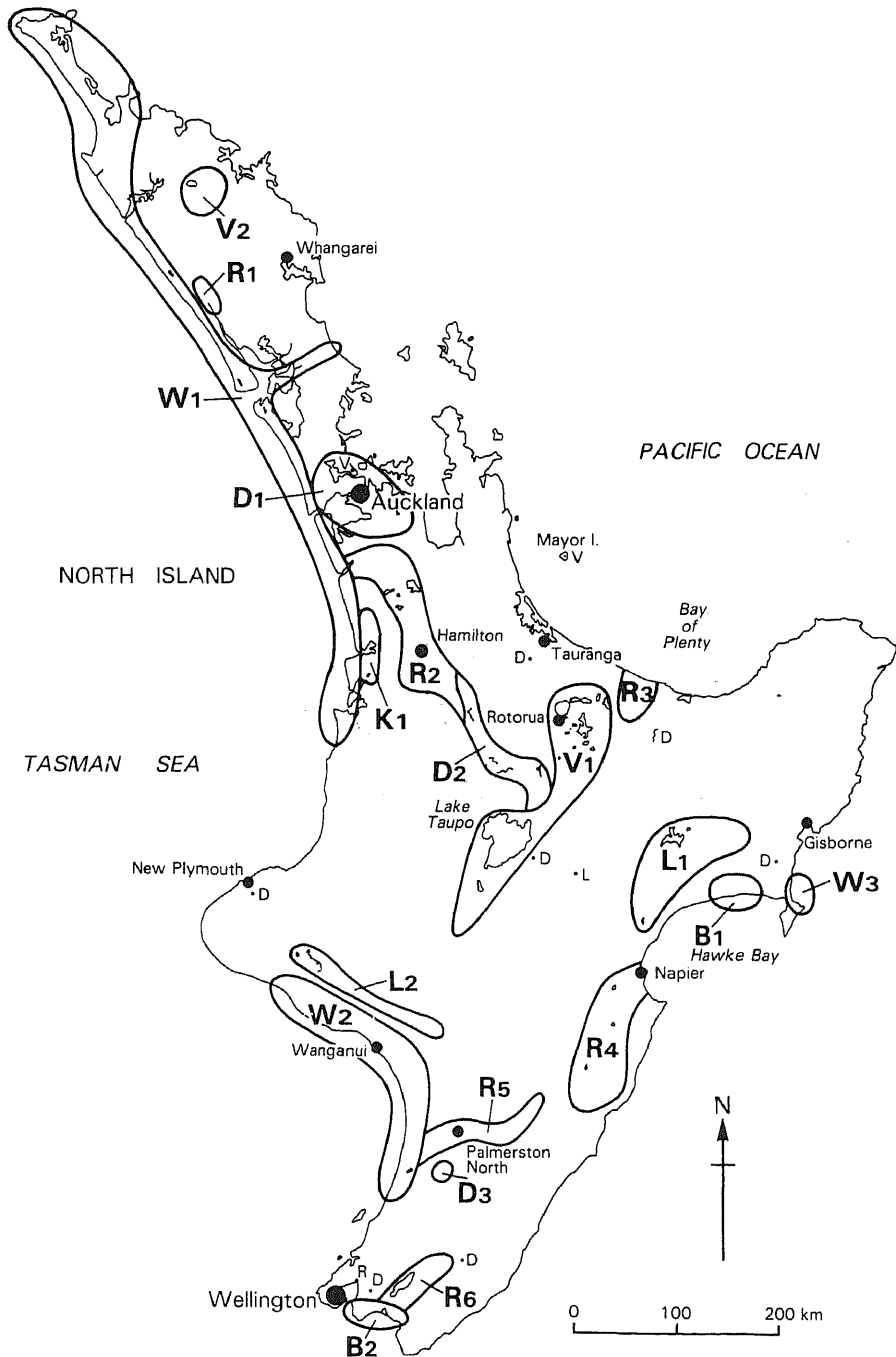 V2
Whangarei
R1
W1
PACIFIC OCEAN
V
D1
Auckland
Mayor I.
V
NORTH ISLAND
Bay
of
Plenty
Hamilton
D
Tauranga
R2
R3
K1
Rotorua
D
TASMAN SEA
D2
V1
Lake
Taupo
Gisborne
L1
D
New Plymouth
D
L
D
W3
B1
Hawke Bay
L2
Napier
W2
Wanganui
R4
R5
N
Palmerston
North
D3
D
R
D
Wellington
R6
B2
0 100 200 km